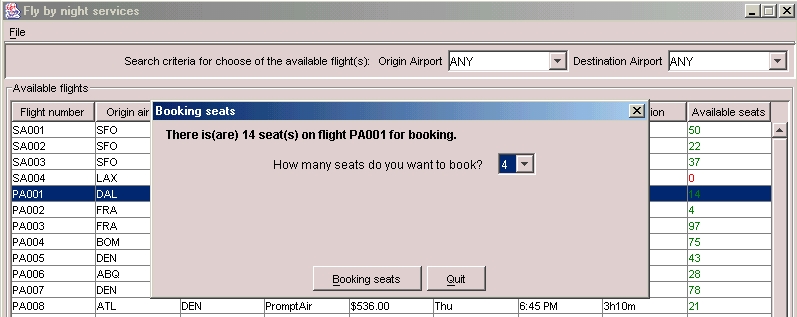 Fly by night services
File
Search criteria for choose of the available flight(s): Origin Airport ANY Destination Airport ANY
Available flights
Flight number Origin air ion Available seats
Booking seats
There is(are) 14 seat(s) on flight PA001 for booking.
How many seats do you want to book? 4
Booking seats Quit
SA001 SFO 50
SA002 SFO 22
SA003 SFO 37
SA004 LAX 0
PA001 DAL 14
PA002 FRA 4
PA003 FRA 97
PA004 BOM 75
PA005 DEN 43
PA006 ABQ 28
PA007 DEN 78
PA008 ATL DEN PromptAir $536.00 Thu 6:45 PM 3h10m 21